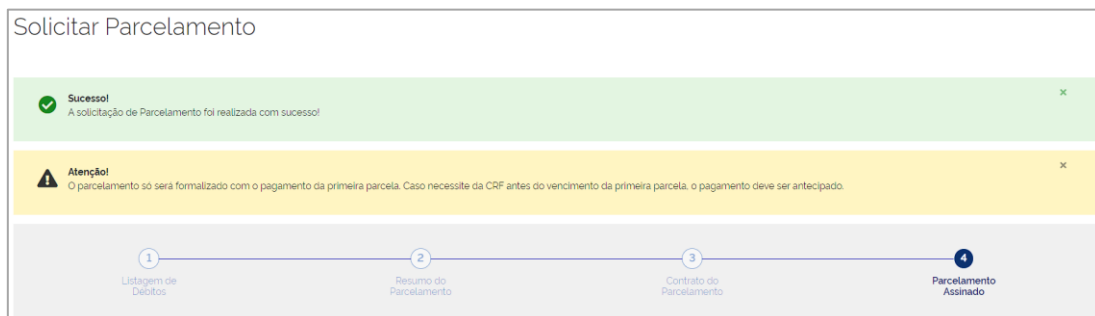 Solicitar Parcelamento
Sucesso!
A solicitação de Parcelamento foi realizada com sucesso!
Atenção!
O parcelamento só será formalizado com o pagamento da primeira parcela. Caso necessite da CRF antes do vencimento da primeira parcela, o pagamento deve ser antecipado.
1
Listagem de
Débitos
2
Resumo do
Parcelamento
3
Contrato do
Parcelamento
4
Parcelamento
Assinado